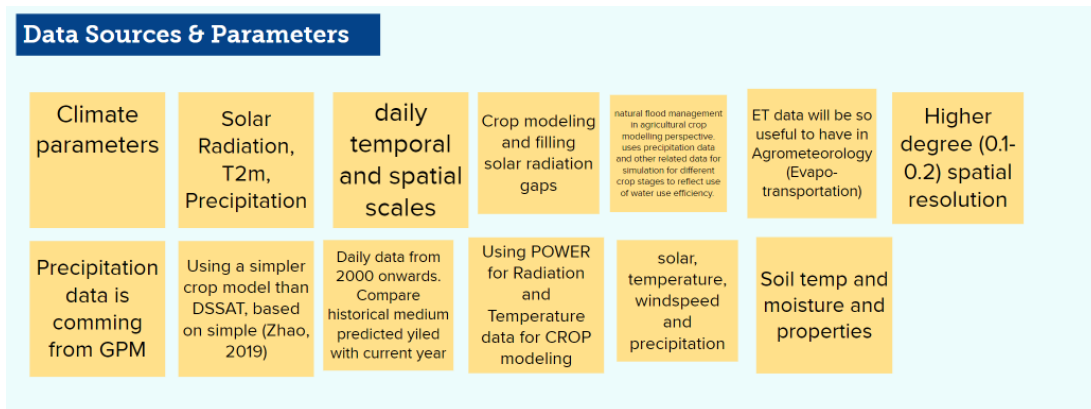 Data Sources & Parameters
Climate
parameters
Solar
Radiation,
T2m,
Precipitation
daily
temporal
and spatial
scales
Crop modeling
and filling
solar radiation
gaps
natural flood management
in agricultural crop
modelling perspective.
uses precipitation data
and other related data for
simulation for different
crop stages to reflect use
of water use efficiency.
ET data will be so
useful to have in
Agrometeorology
(Evapo-
transportation)
Higher
degree (0.1-
0.2) spatial
resolution
Precipitation
data is
comming
from GPM
Using a simpler
crop model than
DSSAT, based
on simple (Zhao,
2019)
Daily data from
2000 onwards.
Compare
historical medium
predicted yiled
with current year
Using POWER
for Radiation
and
Temperature
data for CROP
modeling
solar,
temperature,
windspeed
and
precipitation
Soil temp and
moisture and
properties